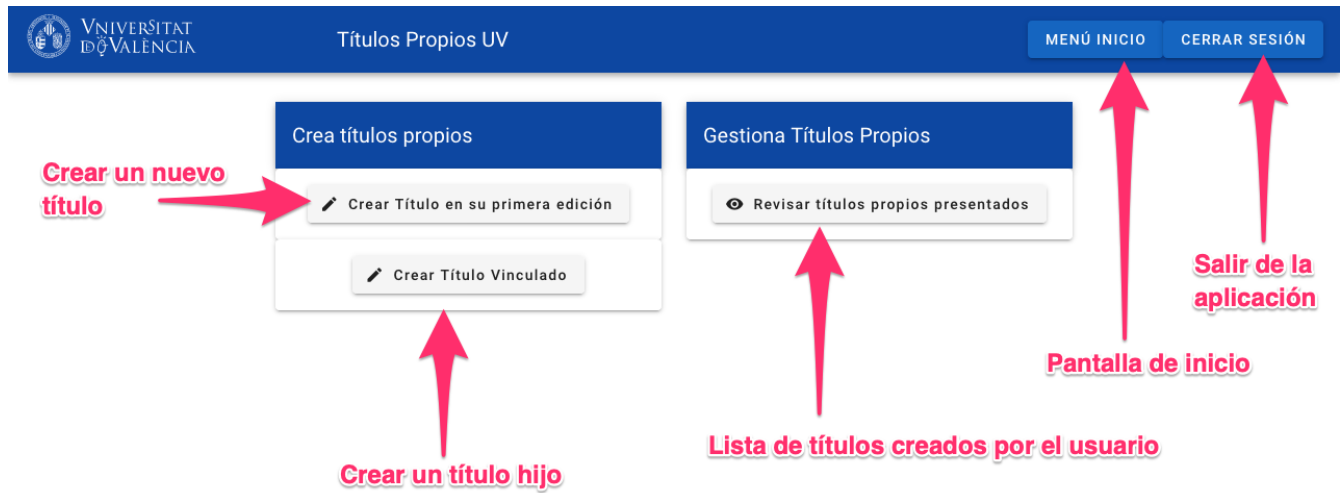 VNIVERSITAT
D VALÈNCIA
Títulos Propios UV
MENÚ INICIO
CERRAR SESIÓN
Crea títulos propios
Gestiona Títulos Propios
Crear un nuevo
título
Crear Título en su primera edición
Revisar títulos propios presentados
Crear Título Vinculado
Salir de la
aplicación
Pantalla de inicio
Lista de títulos creados por el usuario
Crear un título hijo